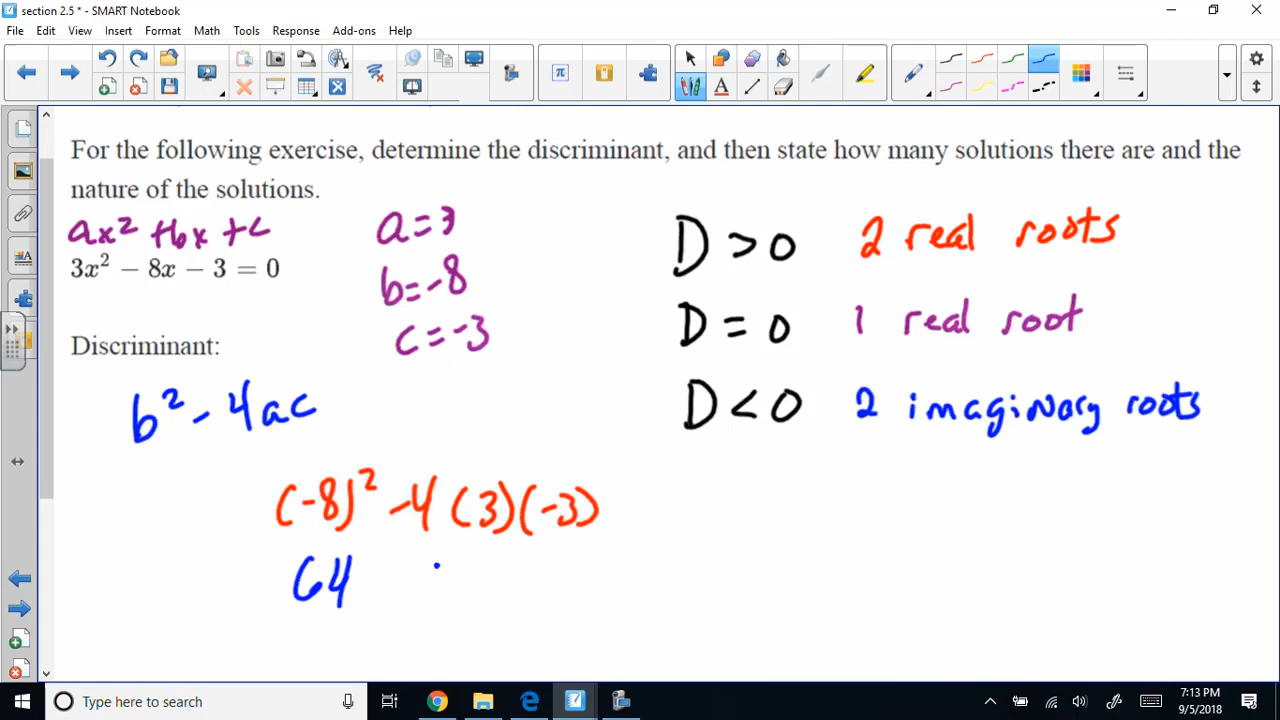 section 2.5 * - SMART Notebook
File Edit View Insert Format Math Tools Response Add-ons Help
For the following exercise, determine the discriminant, and then state how many solutions there are and the
nature of the solutions.
ax² + bx + c
3x² − 8x − 3 = 0
a = 3
b = -8
c = -3
Discriminant:
b² - 4ac
(-8)² - 4 (3)(-3)
64
D > 0 2 real roots
D = 0 1 real root
D < 0 2 imaginary roots
Type here to search
7:13 PM
9/5/2018